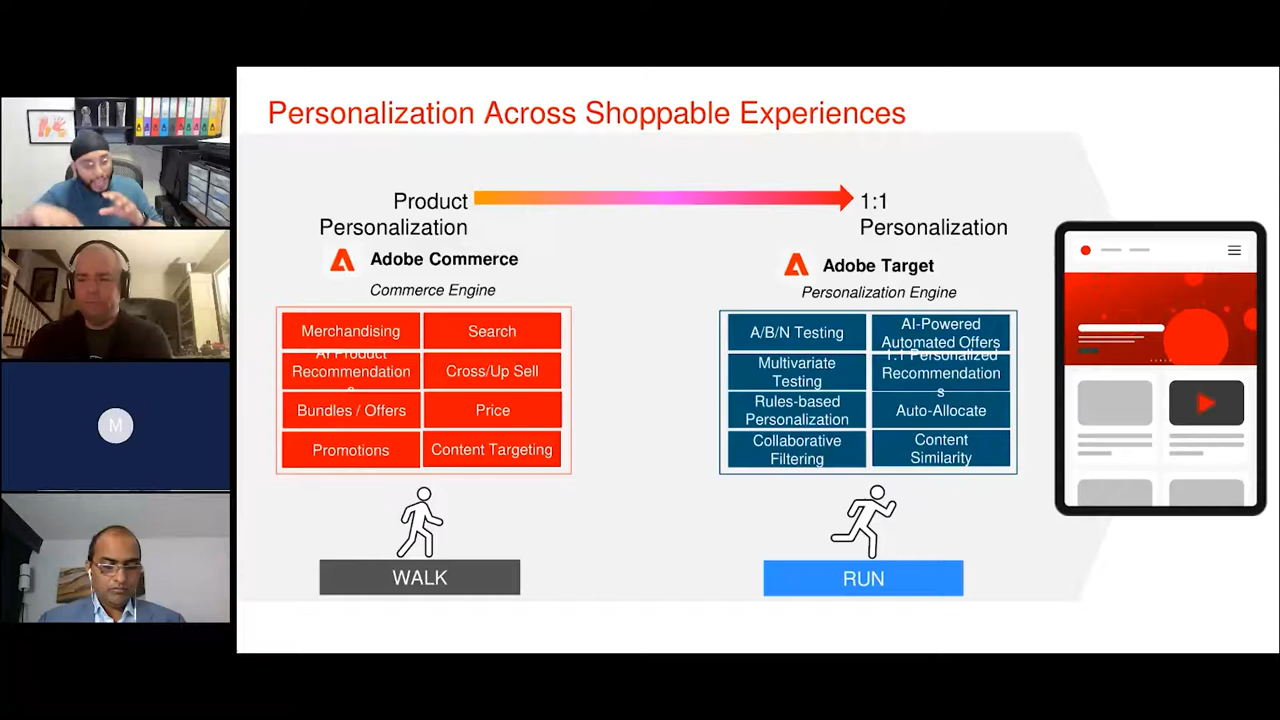 Personalization Across Shoppable Experiences
Product
Personalization
1:1
Personalization
Adobe Commerce
Commerce Engine
Merchandising
Search
AI Product
Recommendation
s
Cross/Up Sell
Bundles / Offers
Price
Promotions
Content Targeting
WALK
Adobe Target
Personalization Engine
A/B/N Testing
AI-Powered
Automated Offers
Multivariate
Testing
1:1 Personalized
Recommendation
s
Rules-based
Personalization
Auto-Allocate
Collaborative
Filtering
Content
Similarity
RUN
M